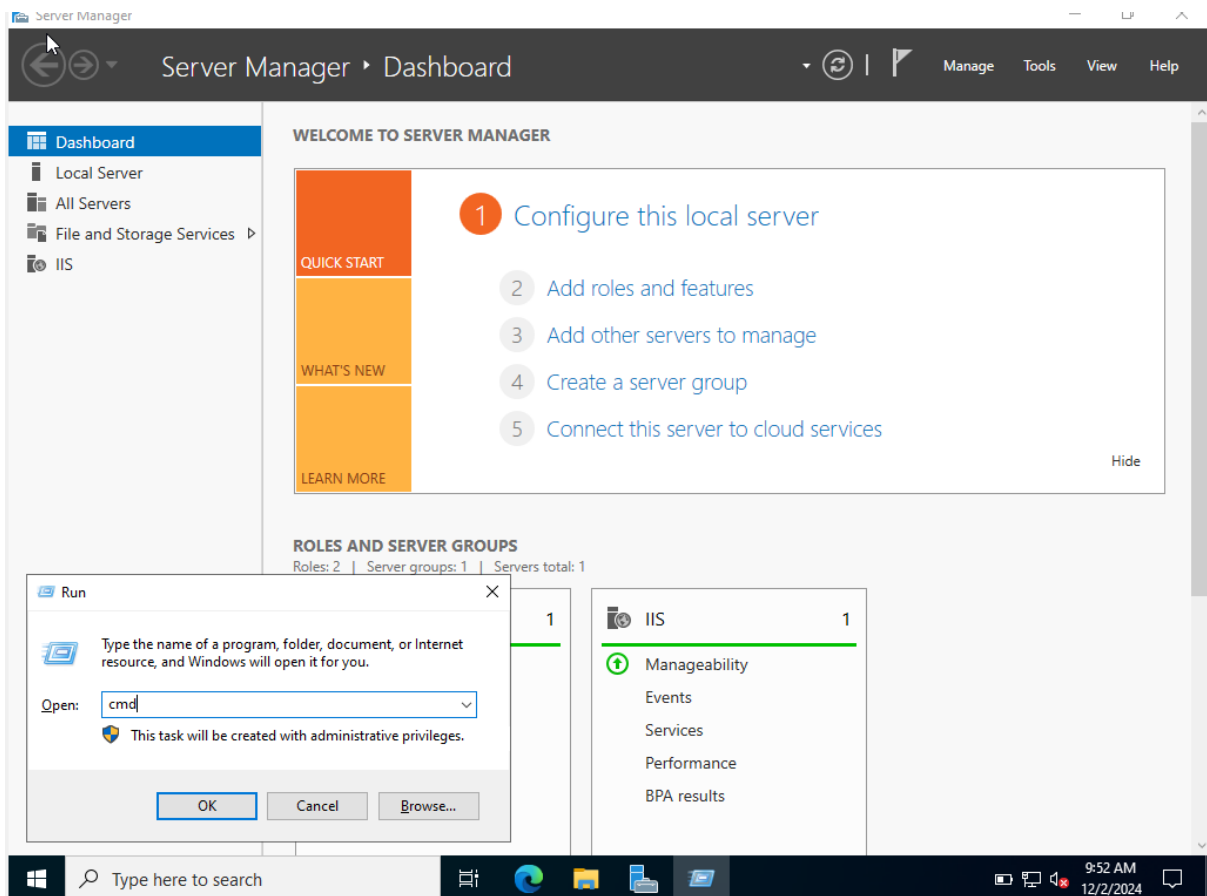 Server Manager
Server Manager ‣ Dashboard
Manage Tools View Help
Dashboard
Local Server
All Servers
File and Storage Services
IIS
WELCOME TO SERVER MANAGER
QUICK START
WHAT'S NEW
LEARN MORE
1 Configure this local server
2 Add roles and features
3 Add other servers to manage
4 Create a server group
5 Connect this server to cloud services
Hide
ROLES AND SERVER GROUPS
Roles: 2 | Server groups: 1 | Servers total: 1
1
IIS 1
Manageability
Events
Services
Performance
BPA results
Run
Type the name of a program, folder, document, or Internet
resource, and Windows will open it for you.
Open: cmd
This task will be created with administrative privileges.
OK Cancel Browse...
Type here to search
9:52 AM
12/2/2024